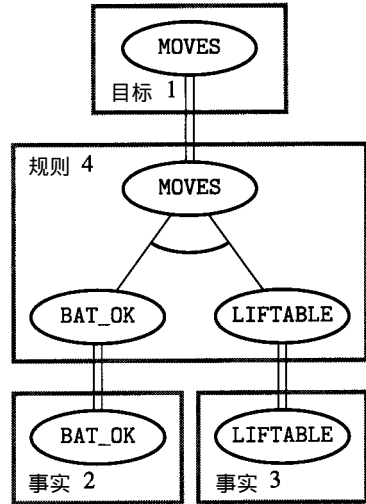 MOVES
目标 1
规则 4
MOVES
BAT_OK LIFTABLE
BAT_OK LIFTABLE
事实 2 事实 3